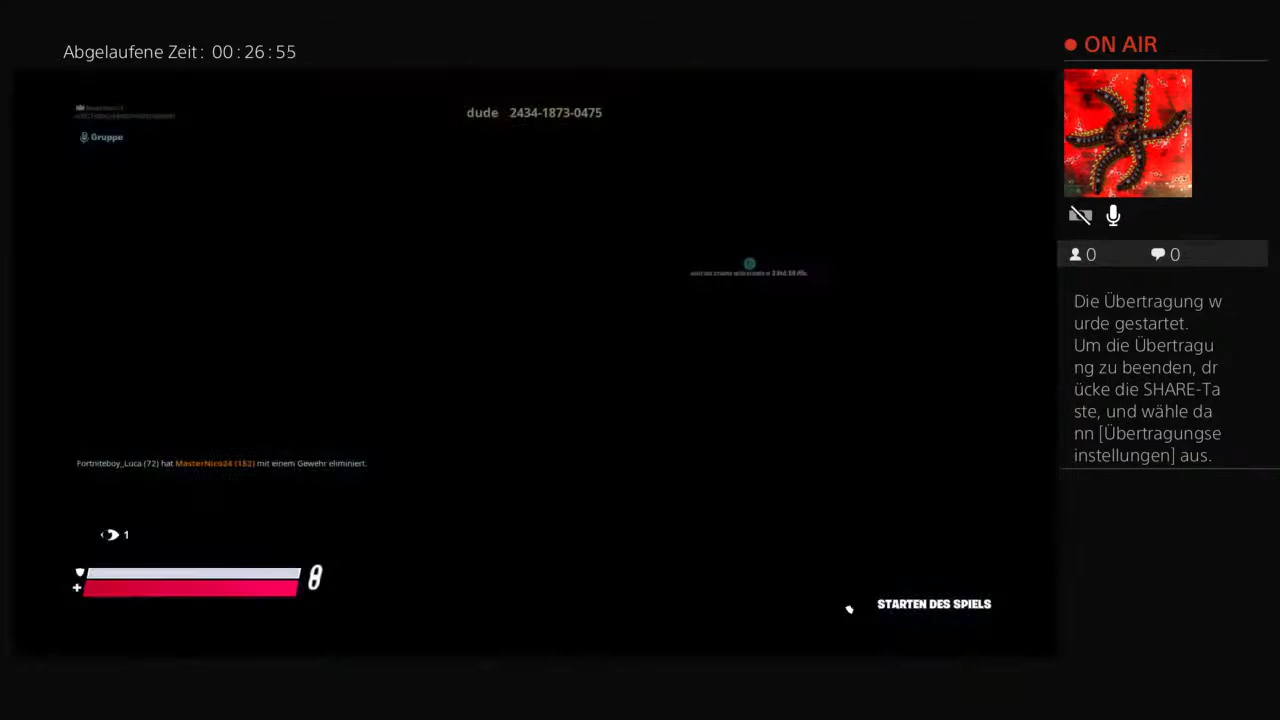 Abgelaufene Zeit: 00:26:55
ON AIR
dude 2434-1873-0475
Gruppe
0 0
Die Übertragung w
urde gestartet.
Um die Übertragu
ng zu beenden, dr
ücke die SHARE-Ta
ste, und wähle da
nn [Übertragungse
instellungen] aus.
Fortniteboy_Luca (72) hat MasterNico24 (152) mit einem Gewehr eliminiert.
1
STARTEN DES SPIELS